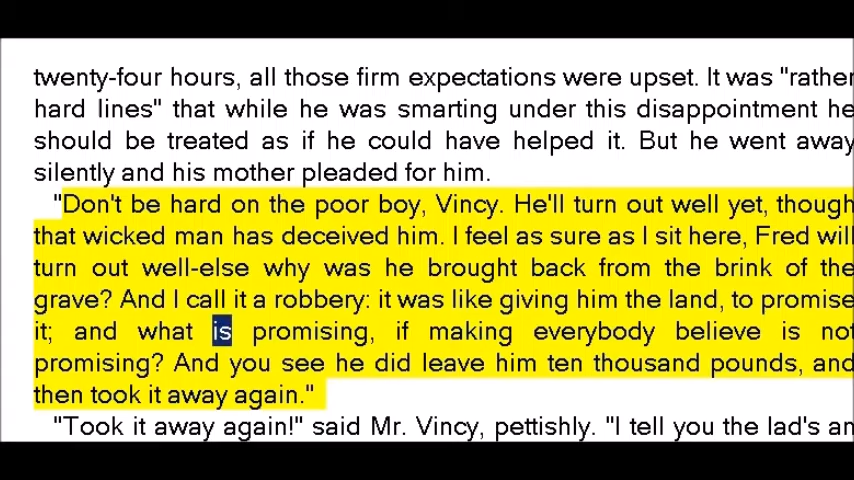 twenty-four hours, all those firm expectations were upset. It was "rather
hard lines" that while he was smarting under this disappointment he
should be treated as if he could have helped it. But he went away
silently and his mother pleaded for him.
"Don't be hard on the poor boy, Vincy. He'll turn out well yet, though
that wicked man has deceived him. I feel as sure as I sit here, Fred will
turn out well-else why was he brought back from the brink of the
grave? And I call it a robbery: it was like giving him the land, to promise
it; and what is promising, if making everybody believe is not
promising? And you see he did leave him ten thousand pounds, and
then took it away again."
"Took it away again!" said Mr. Vincy, pettishly. "I tell you the lad's an